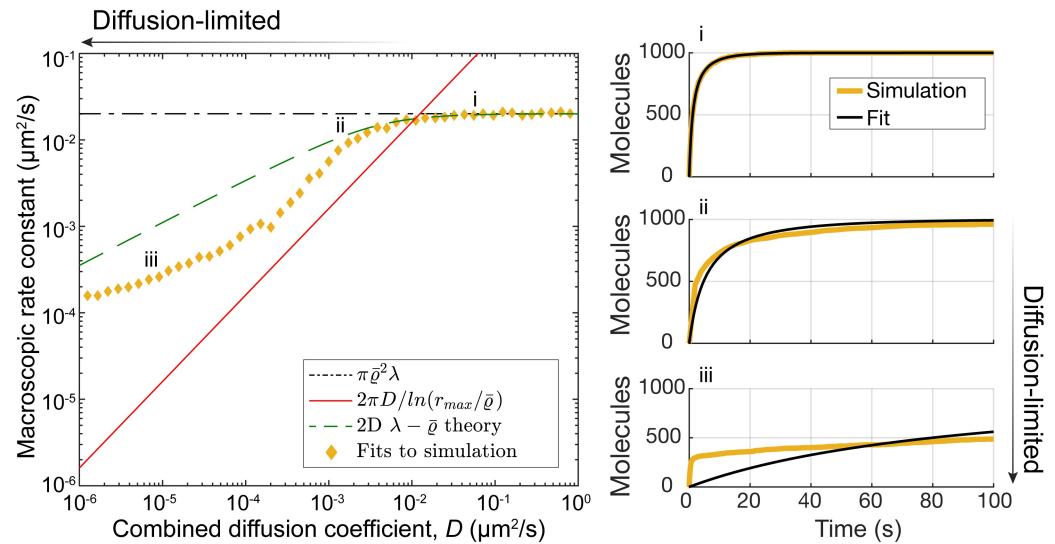 Diffusion-limited
Macroscopic rate constant (μm²/s)
10⁻¹
10⁻²
10⁻³
10⁻⁴
10⁻⁵
10⁻⁶
i
ii
iii
πϱ̄²λ
2πD/ln(r_max/ϱ̄)
2D λ − ϱ̄ theory
Fits to simulation
10⁻⁶ 10⁻⁵ 10⁻⁴ 10⁻³ 10⁻² 10⁻¹ 10⁰
Combined diffusion coefficient, D (μm²/s)
i
Molecules
1000
500
0
Simulation
Fit
ii
Molecules
1000
500
0
iii
Molecules
1000
500
0
0 20 40 60 80 100
Time (s)
Diffusion-limited